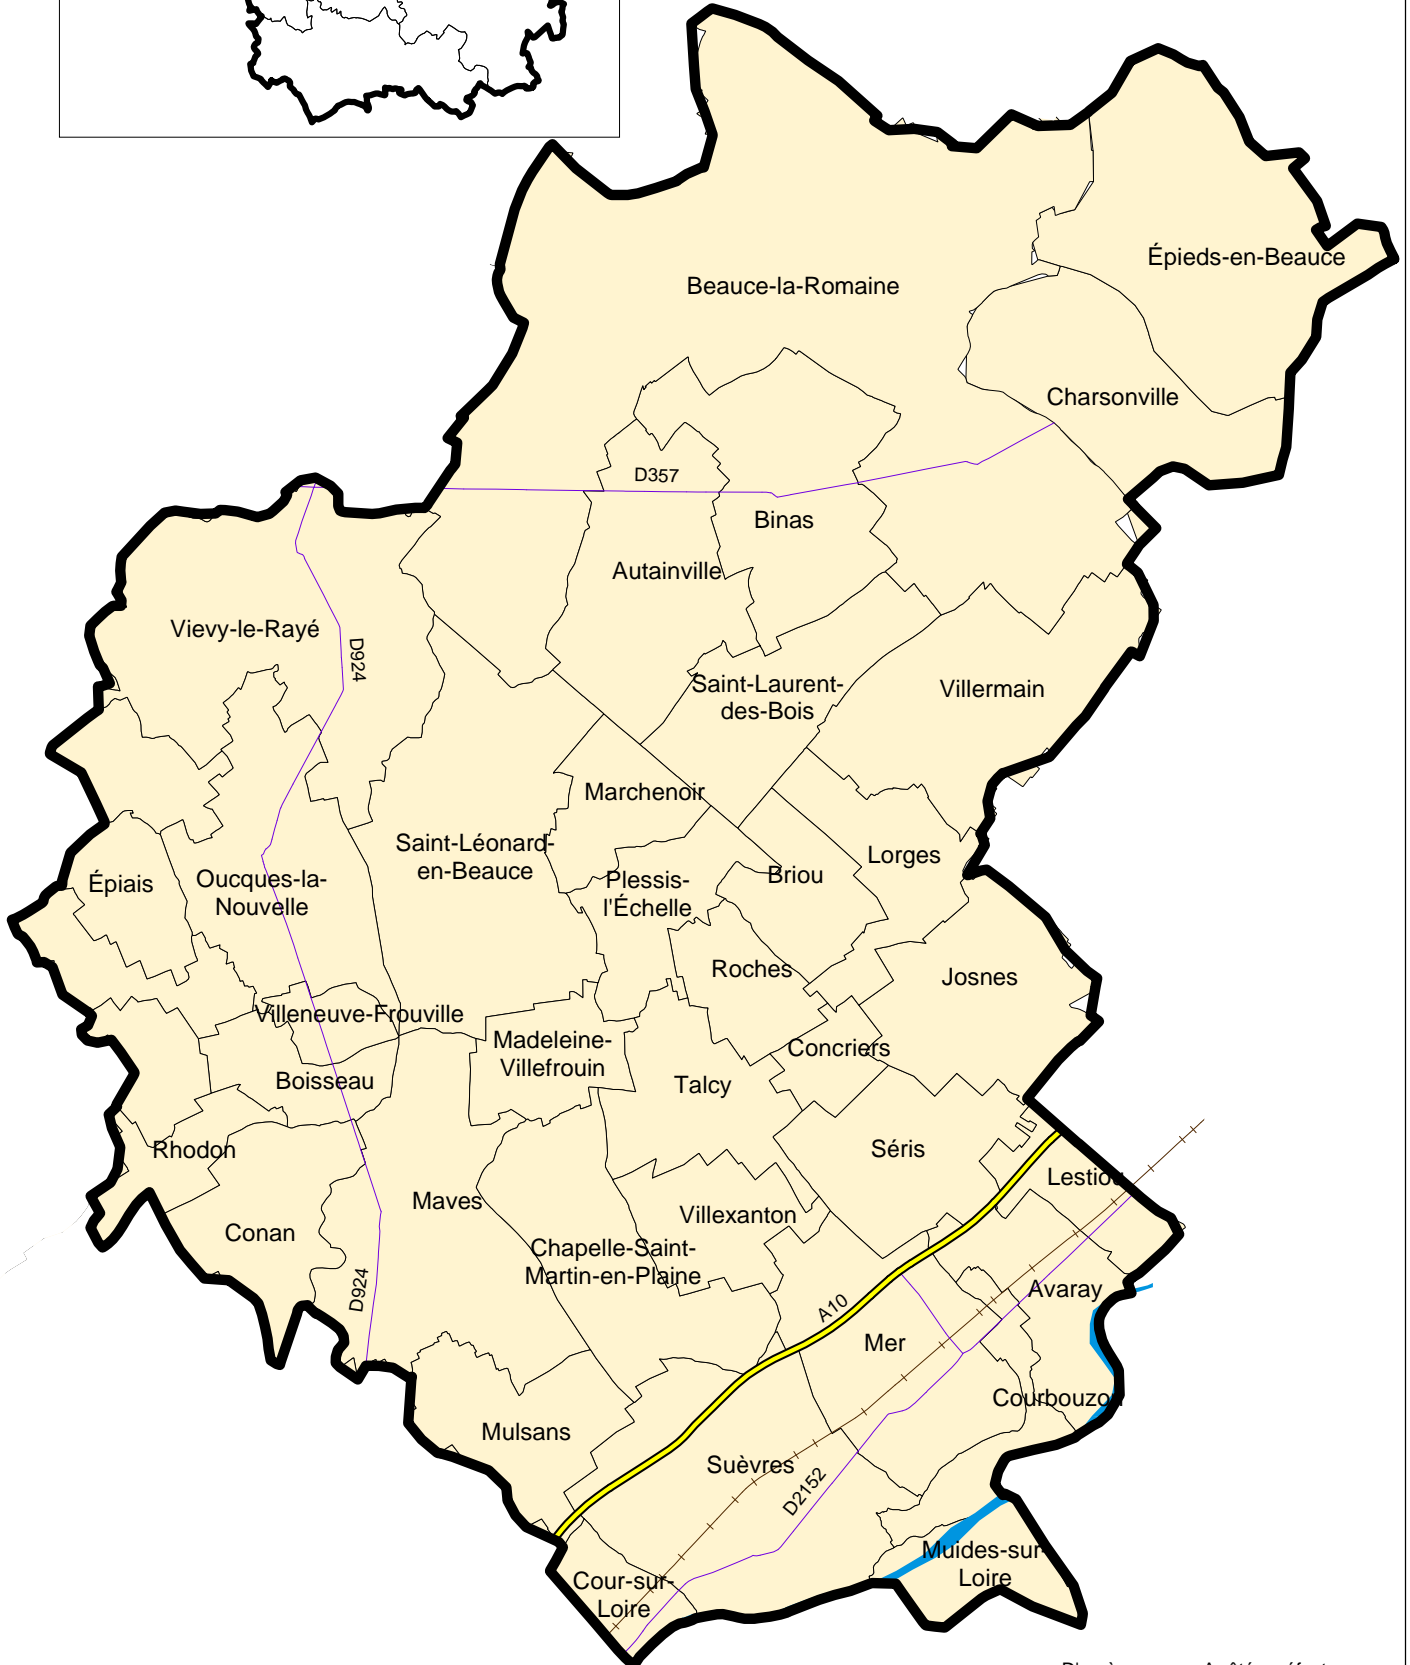 Épieds-en-Beauce
Beauce-la-Romaine
Charsonville
D357
Binas
Autainville
Vievy-le-Rayé
D924
Saint-Laurent-
des-Bois
Villermain
Marchenoir
Saint-Léonard-
en-Beauce
Lorges
Épiais
Oucques-la-
Nouvelle
Plessis-
l'Échelle
Briou
Roches
Josnes
Villeneuve-Frouville
Madeleine-
Villefrouin
Concriers
Boisseau
Talcy
Rhodon
Séris
Lestiou
Maves
Villexanton
Conan
Chapelle-Saint-
Martin-en-Plaine
D924
A10
Avaray
Mer
Courbouzon
Mulsans
Suèvres
D2152
Muides-sur-
Loire
Cour-sur-
Loire